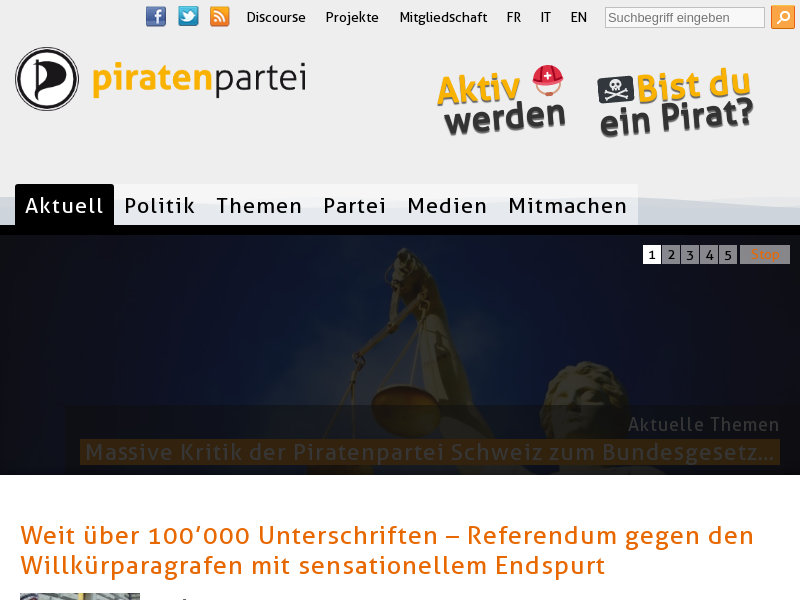 Discourse Projekte Mitgliedschaft FR IT EN Suchbegriff eingeben
piratenpartei
Aktiv werden
Bist du ein Pirat?
Aktuell Politik Themen Partei Medien Mitmachen
1 2 3 4 5 Stop
Aktuelle Themen
Massive Kritik der Piratenpartei Schweiz zum Bundesgesetz...
Weit über 100’000 Unterschriften – Referendum gegen den
Willkürparagrafen mit sensationellem Endspurt